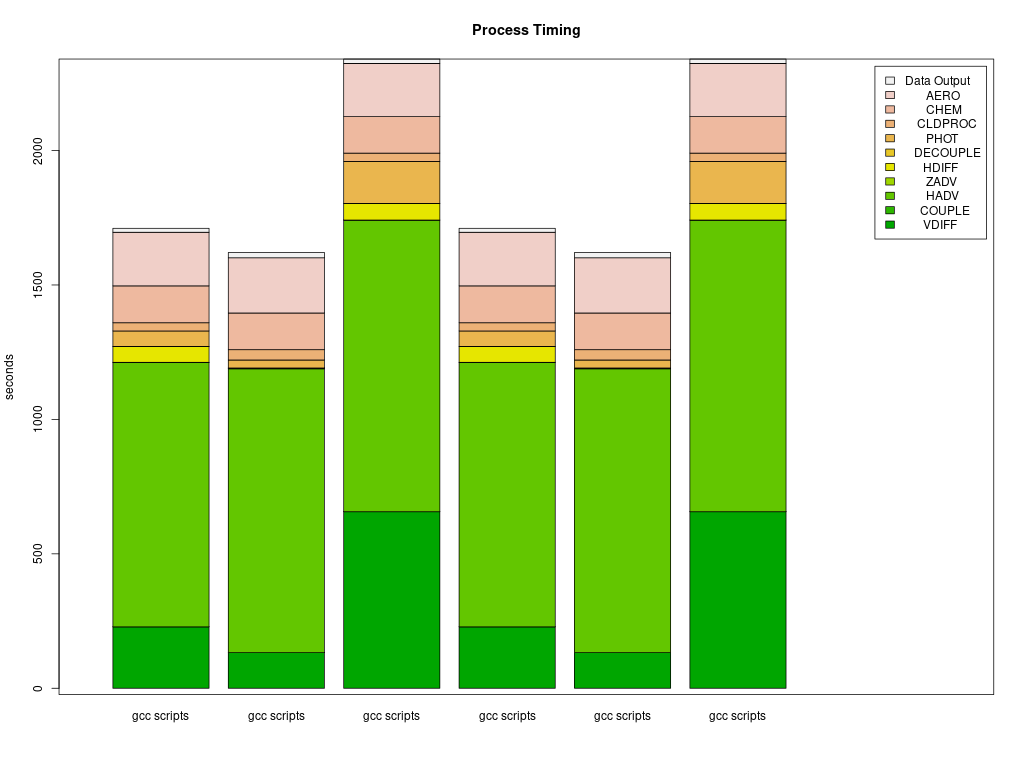 Process Timing
Data Output
AERO
CHEM
CLDPROC
PHOT
DECOUPLE
HDIFF
ZADV
HADV
COUPLE
VDIFF
seconds
2000
1500
1000
500
0
gcc scripts gcc scripts gcc scripts gcc scripts gcc scripts gcc scripts